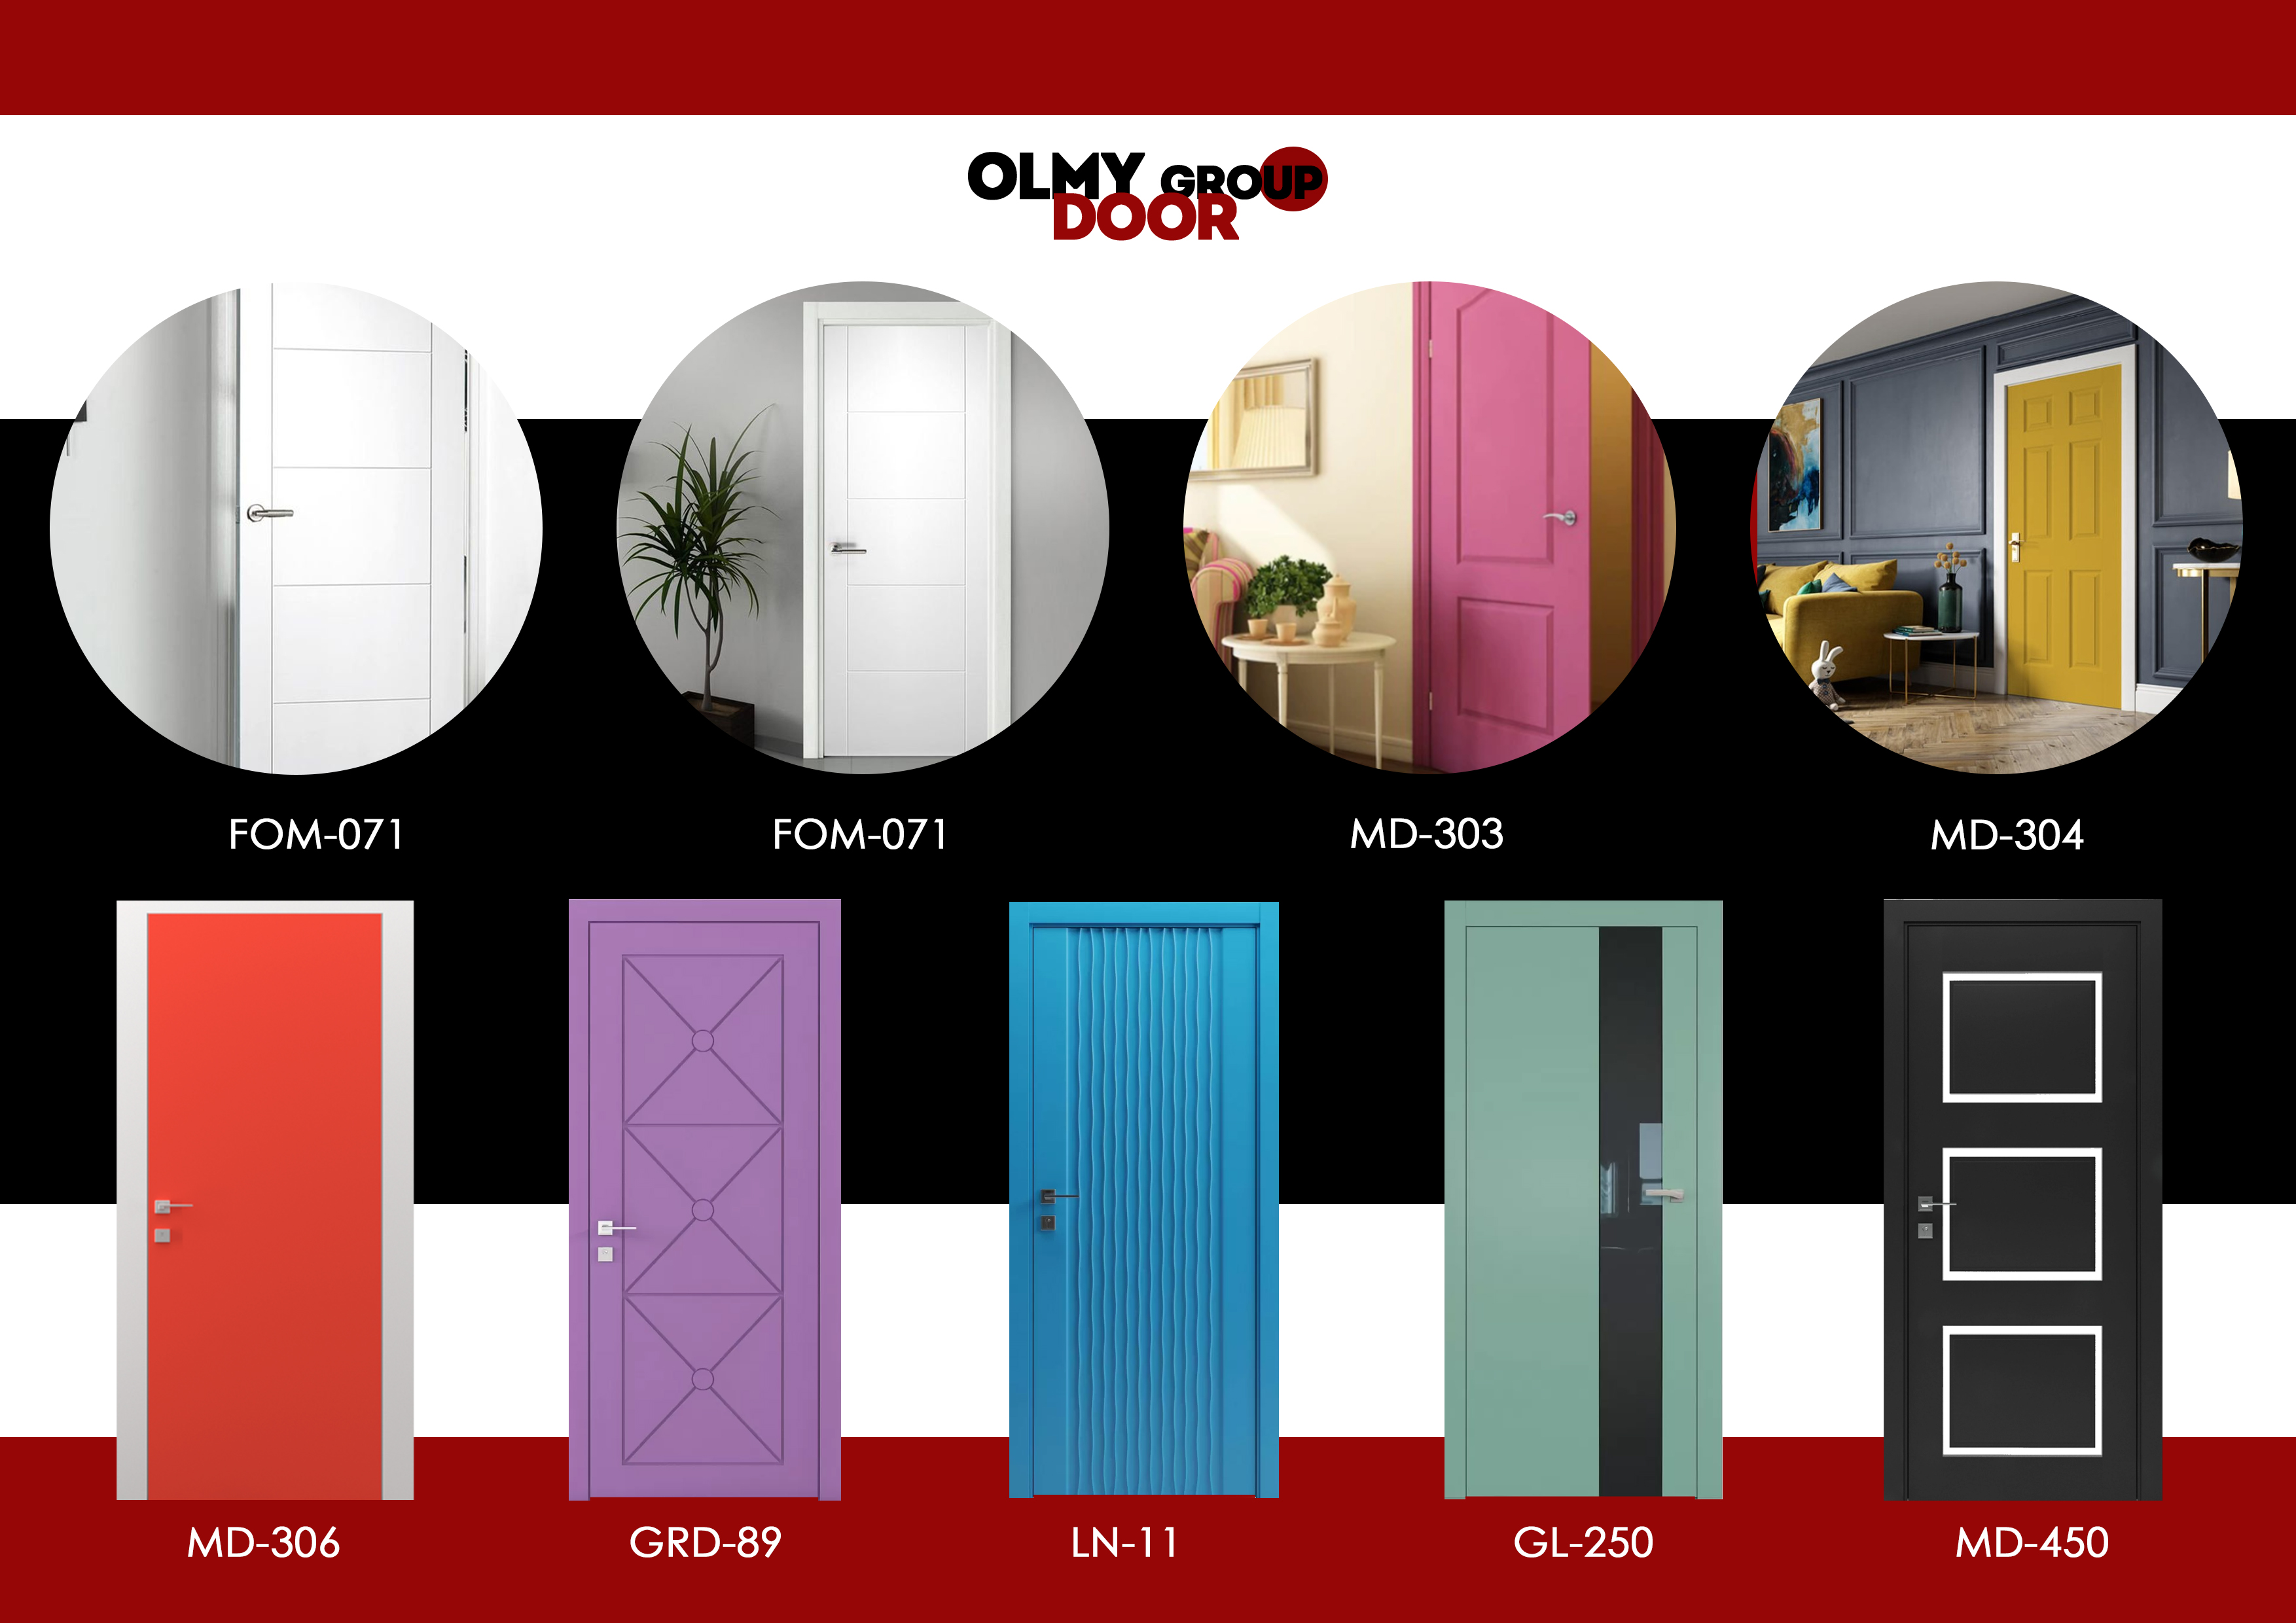 OLMY GROUP
DOOR
FOM-071
FOM-071
MD-303
MD-304
MD-306
GRD-89
LN-11
GL-250
MD-450